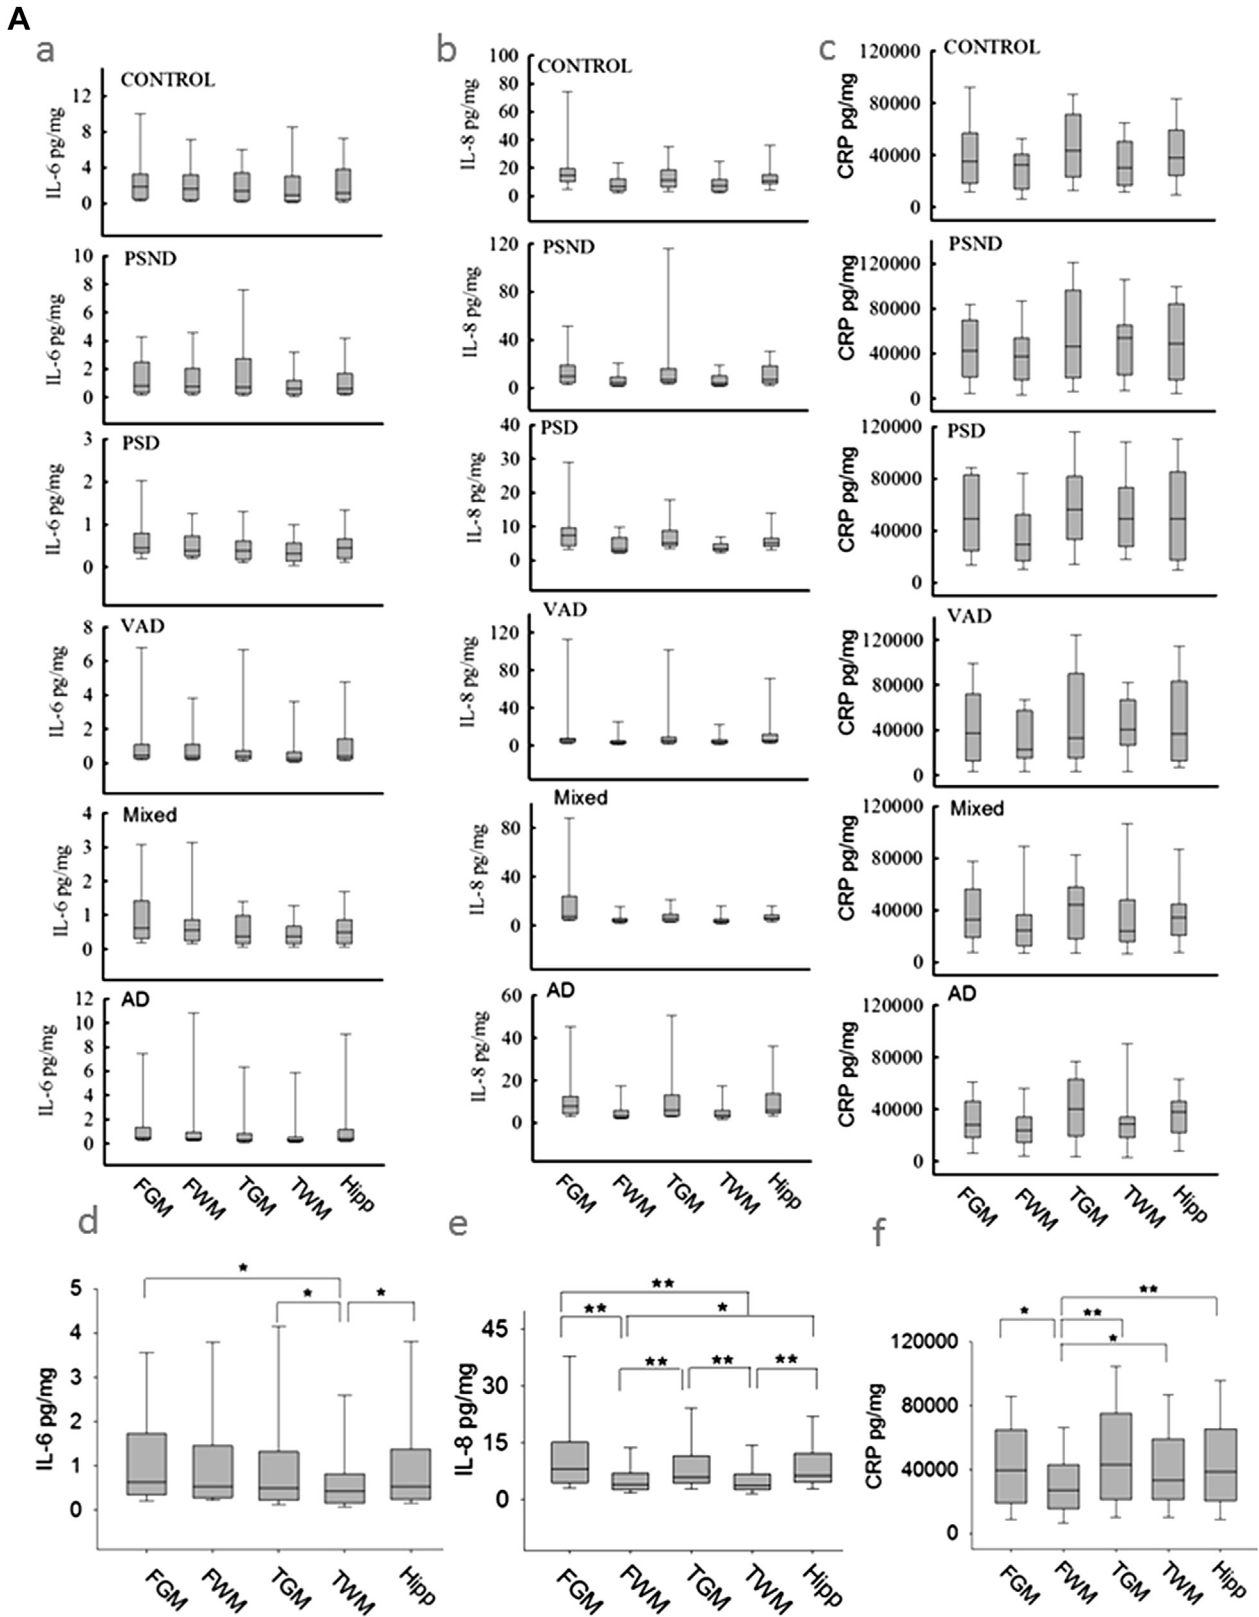 A
a
CONTROL
IL-6 pg/mg
12
8
4
0
PSND
IL-6 pg/mg
10
8
6
4
2
0
PSD
IL-6 pg/mg
3
2
1
0
VAD
IL-6 pg/mg
8
6
4
2
0
Mixed
IL-6 pg/mg
4
3
2
1
0
AD
IL-6 pg/mg
12
10
8
6
4
2
0
FGM FWM TGM TWM Hipp
b
CONTROL
IL-8 pg/mg
100
80
60
40
20
0
PSND
IL-8 pg/mg
120
80
40
0
PSD
IL-8 pg/mg
40
30
20
10
0
VAD
IL-8 pg/mg
120
80
40
0
Mixed
IL-8 pg/mg
80
40
0
AD
IL-8 pg/mg
60
40
20
0
FGM FWM TGM TWM Hipp
c
CONTROL
CRP pg/mg
120000
80000
40000
0
PSND
CRP pg/mg
120000
80000
40000
0
PSD
CRP pg/mg
120000
80000
40000
0
VAD
CRP pg/mg
120000
80000
40000
0
Mixed
CRP pg/mg
120000
80000
40000
0
AD
CRP pg/mg
120000
80000
40000
0
FGM FWM TGM TWM Hipp
d
IL-6 pg/mg
5
4
3
2
1
0
*
* *
FGM FWM TGM TWM Hipp
e
IL-8 pg/mg
45
30
15
0
**
** *
** ** **
FGM FWM TGM TWM Hipp
f
CRP pg/mg
120000
80000
40000
0
**
* **
*
FGM FWM TGM TWM Hipp